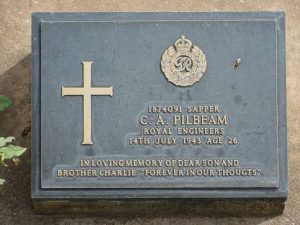 1874091 SAPPER
C. A. PILBEAM
ROYAL ENGINEERS
14TH JULY 1943 AGE 26
IN LOVING MEMORY OF DEAR SON AND
BROTHER CHARLIE, "FOREVER IN OUR THOUGTS"